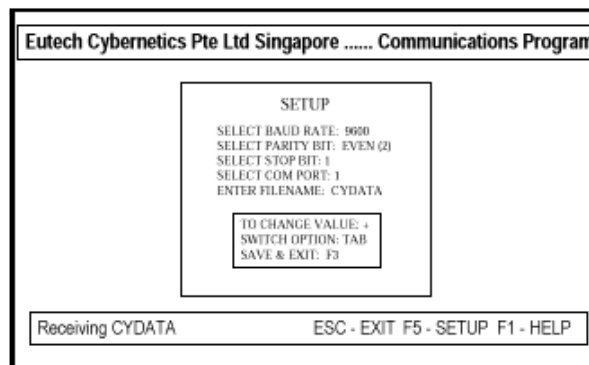 Eutech Cybernetics Pte Ltd Singapore ...... Communications Program
SETUP
SELECT BAUD RATE: 9600
SELECT PARITY BIT: EVEN (2)
SELECT STOP BIT: 1
SELECT COM PORT: 1
ENTER FILENAME: CYDATA
TO CHANGE VALUE: +
SWITCH OPTION: TAB
SAVE & EXIT: F3
Receiving CYDATA ESC - EXIT F5 - SETUP F1 - HELP